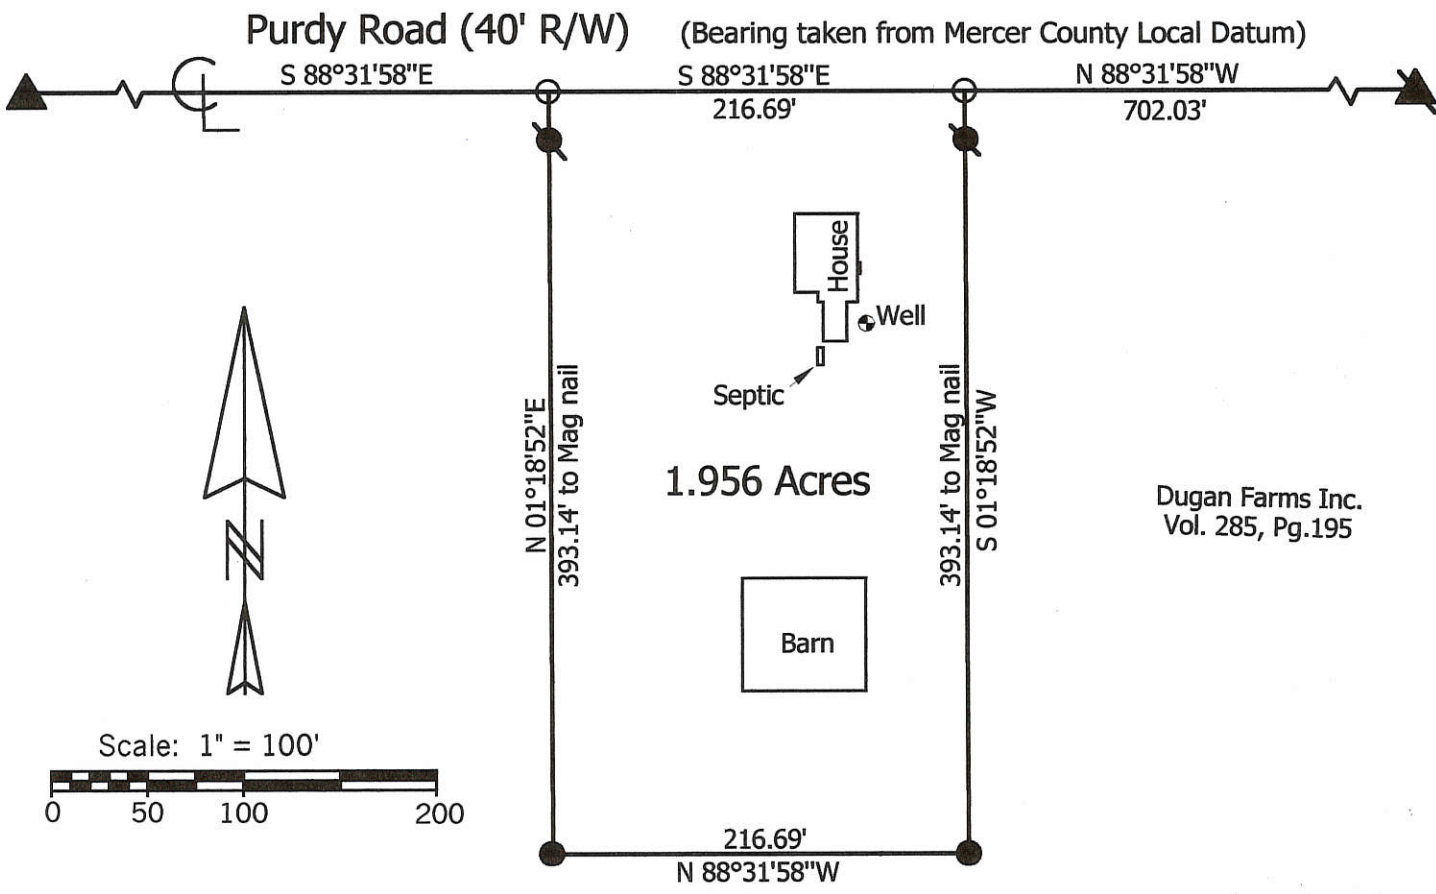 Purdy Road (40' R/W)
(Bearing taken from Mercer County Local Datum)
S 88°31'58"E
S 88°31'58"E
N 88°31'58"W
CL
216.69'
702.03'
House
Well
Septic
N 01°18'52"E
393.14' to Mag nail
393.14' to Mag nail
S 01°18'52"W
1.956 Acres
Dugan Farms Inc.
Vol. 285, Pg.195
N
Barn
Scale: 1" = 100'
0 50 100 200
216.69'
N 88°31'58"W